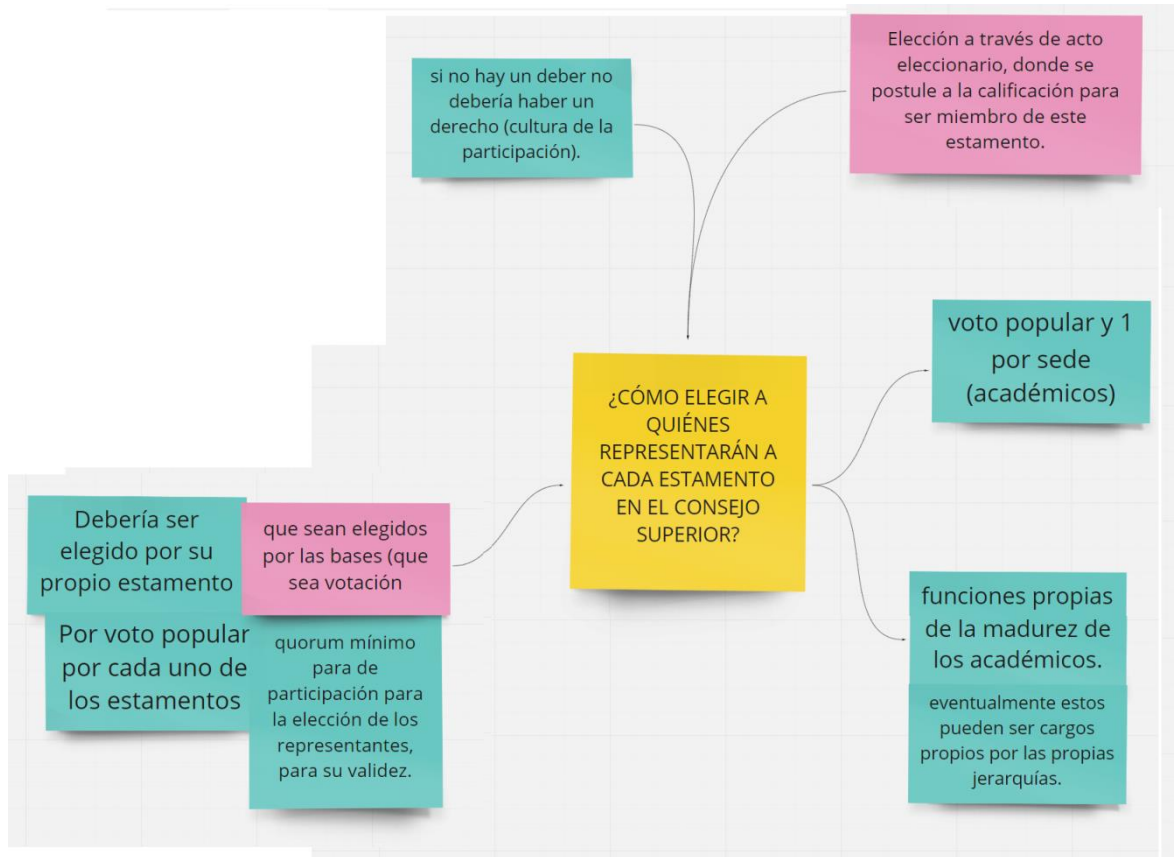 si no hay un deber no
debería haber un
derecho (cultura de la
participación).
Elección a través de acto
eleccionario, donde se
postule a la calificación para
ser miembro de este
estamento.
voto popular y 1
por sede
(académicos)
¿CÓMO ELEGIR A
QUIÉNES
REPRESENTARÁN A
CADA ESTAMENTO
EN EL CONSEJO
SUPERIOR?
Debería ser
elegido por su
propio estamento
que sean elegidos
por las bases (que
sea votación
Por voto popular
por cada uno de
los estamentos
quorum mínimo
para de
participación para
la elección de los
representantes,
para su validez.
funciones propias
de la madurez de
los académicos.
eventualmente estos
pueden ser cargos
propios por las propias
jerarquías.